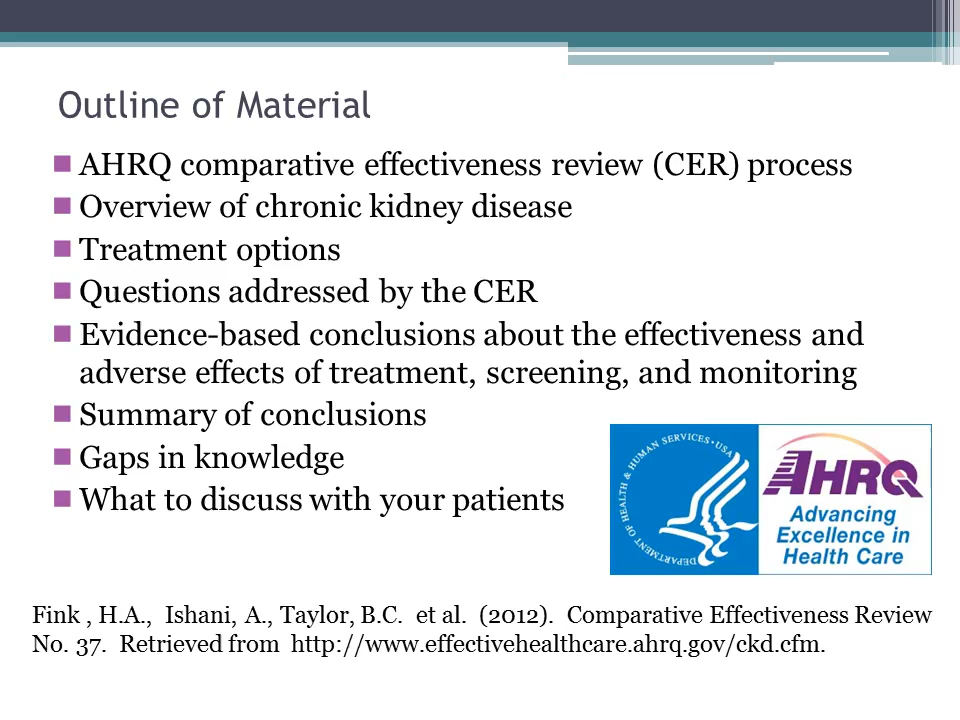 Outline of Material
AHRQ comparative effectiveness review (CER) process
Overview of chronic kidney disease
Treatment options
Questions addressed by the CER
Evidence-based conclusions about the effectiveness and
adverse effects of treatment, screening, and monitoring
Summary of conclusions
Gaps in knowledge
What to discuss with your patients
DEPARTMENT OF HEALTH & HUMAN SERVICES • USA
AHRQ
Advancing
Excellence in
Health Care
Fink , H.A., Ishani, A., Taylor, B.C. et al. (2012). Comparative Effectiveness Review
No. 37. Retrieved from http://www.effectivehealthcare.ahrq.gov/ckd.cfm.